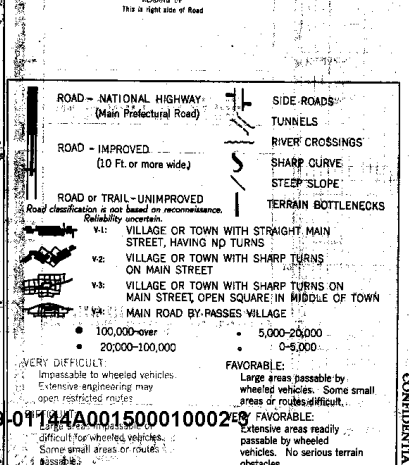 This is right side of Road
ROAD - NATIONAL HIGHWAY
(Main Prefectural Road)
ROAD - IMPROVED
(10 Ft. or more wide.)
ROAD or TRAIL-UNIMPROVED
Road classification is not based on reconnaissance.
Reliability uncertain.
SIDE ROADS
TUNNELS
RIVER CROSSINGS
SHARP CURVE
STEEP SLOPE
TERRAIN BOTTLENECKS
V-1: VILLAGE OR TOWN WITH STRAIGHT MAIN
STREET, HAVING NO TURNS
V-2: VILLAGE OR TOWN WITH SHARP TURNS
ON MAIN STREET
V-3: VILLAGE OR TOWN WITH SHARP TURNS ON
MAIN STREET, OPEN SQUARE IN MIDDLE OF TOWN
V-4: MAIN ROAD BY-PASSES VILLAGE
100,000-over
20,000-100,000
5,000-20,000
0-5,000
VERY DIFFICULT:
Impassable to wheeled vehicles.
Extensive engineering may
open restricted routes
DIFFICULT:
Large areas impassable or
difficult for wheeled vehicles.
Some small areas or routes
passable.
FAVORABLE:
Large areas passable by
wheeled vehicles. Some small
areas or routes difficult.
VERY FAVORABLE:
Extensive areas readily
passable by wheeled
vehicles. No serious terrain
obstacles
-01144A001500010002-3
CONFIDENTIA